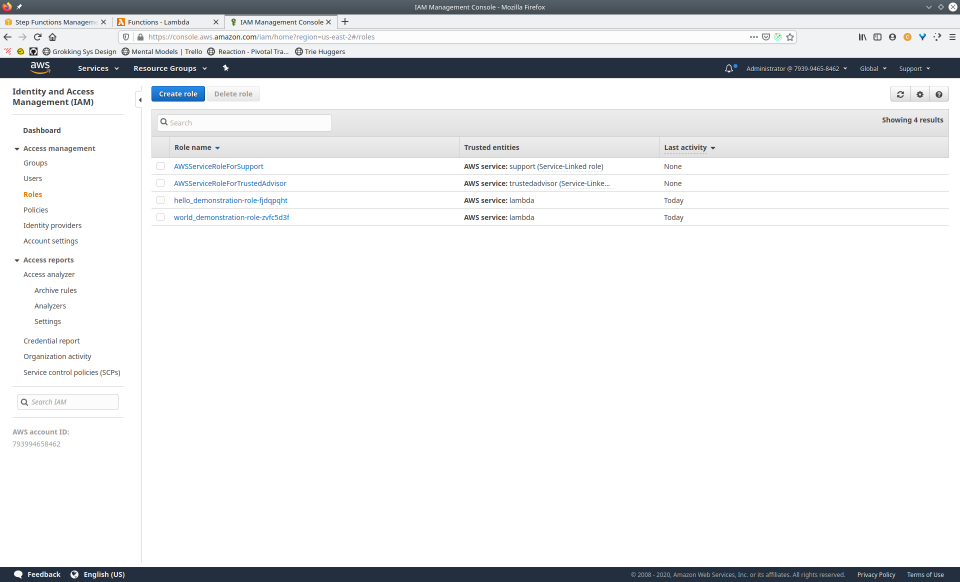 IAM Management Console - Mozilla Firefox
Step Functions Manageme
Functions - Lambda
IAM Management Console
https://console.aws.amazon.com/iam/home?region=us-east-2#/roles
Grokking Sys Design
Mental Models | Trello
Reaction - Pivotal Tra...
Trie Huggers
aws
Services
Resource Groups
Administrator @ 7939-9465-8462
Global
Support
Identity and Access
Management (IAM)
Dashboard
Access management
Groups
Users
Roles
Policies
Identity providers
Account settings
Access reports
Access analyzer
Archive rules
Analyzers
Settings
Credential report
Organization activity
Service control policies (SCPs)
Search IAM
AWS account ID:
793994658462
Create role
Delete role
Search
Showing 4 results
Role name
Trusted entities
Last activity
AWSServiceRoleForSupport
AWS service: support (Service-Linked role)
None
AWSServiceRoleForTrustedAdvisor
AWS service: trustedadvisor (Service-Linke...
None
hello_demonstration-role-fjdqpqht
AWS service: lambda
Today
world_demonstration-role-zvfc5d3f
AWS service: lambda
Today
Feedback
English (US)
© 2008 - 2020, Amazon Web Services, Inc. or its affiliates. All rights reserved.
Privacy Policy
Terms of Use